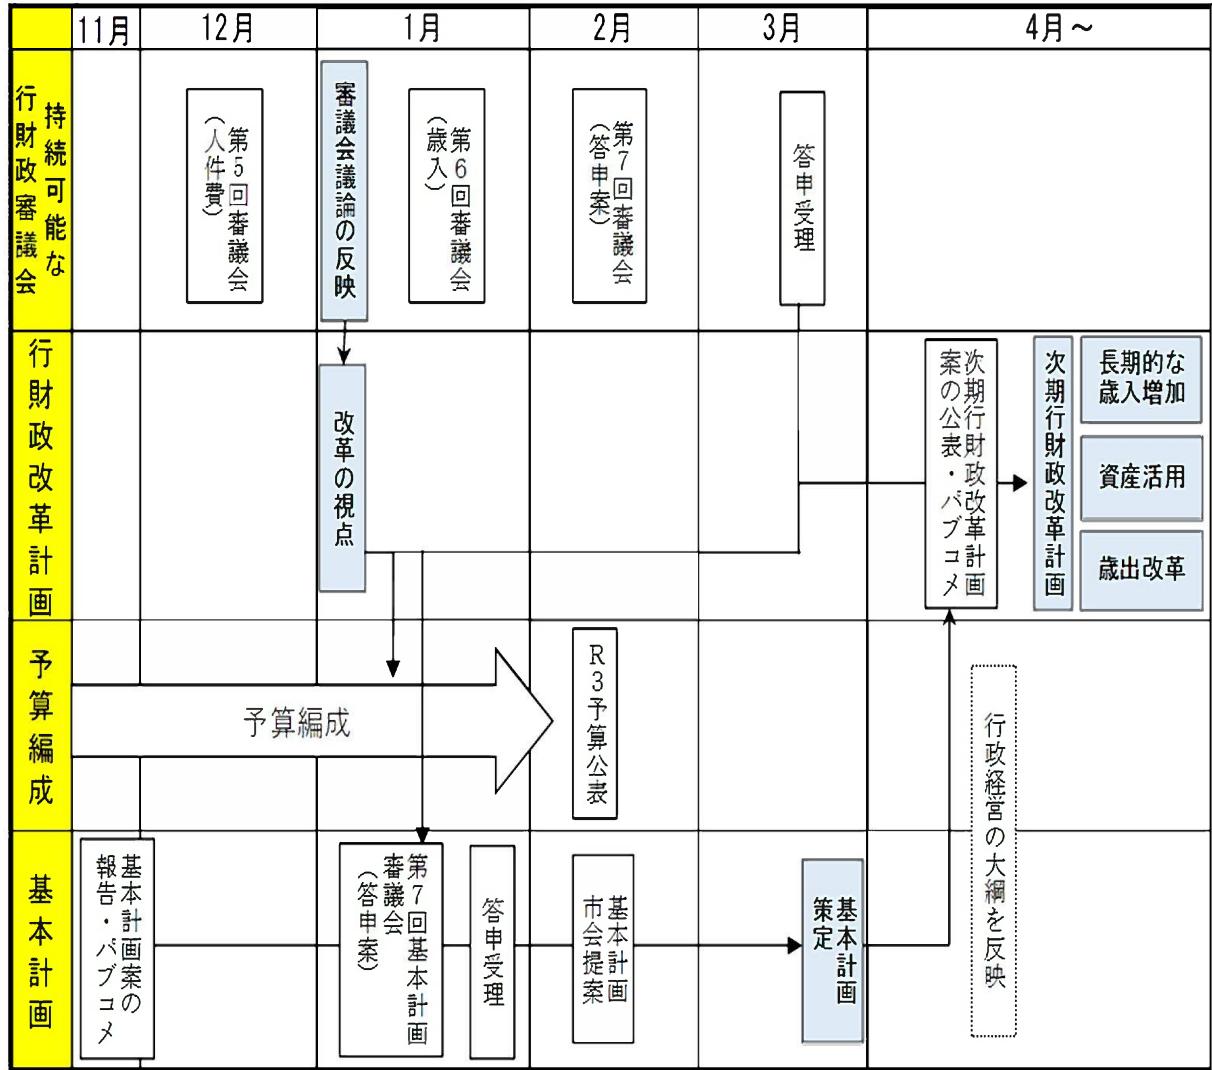 11月
12月
1月
2月
3月
4月～
持続可能な
行財政審議会
第5回審議会
（人件費）
審議会議論の反映
第6回審議会
（歳入）
第7回審議会
（答申案）
答申受理
行財政改革計画
改革の視点
次期行財政改革計画
案の公表・パブコメ
次期行財政改革計画
長期的な
歳入増加
資産活用
歳出改革
予算編成
予算編成
R3予算公表
行政経営の大綱を反映
基本計画
基本計画案の
報告・パブコメ
第7回基本計画
審議会
（答申案）
答申受理
基本計画
市会提案
基本計画
策定